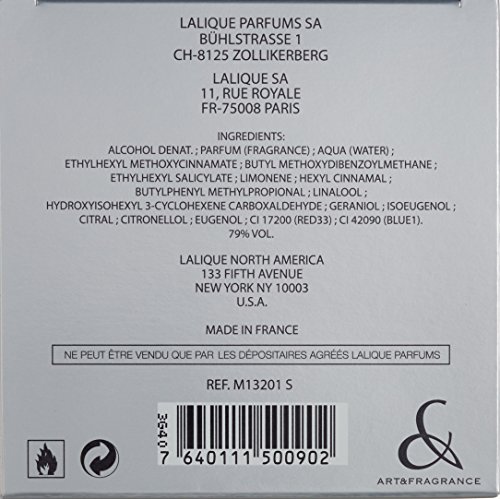 LALIQUE PARFUMS SA
BÜHLSTRASSE 1
CH-8125 ZOLLIKERBERG
LALIQUE SA
11, RUE ROYALE
FR-75008 PARIS
INGREDIENTS:
ALCOHOL DENAT. ; PARFUM (FRAGRANCE) ; AQUA (WATER) ;
ETHYLHEXYL METHOXYCINNAMATE ; BUTYL METHOXYDIBENZOYLMETHANE ;
ETHYLHEXYL SALICYLATE ; LIMONENE ; HEXYL CINNAMAL ;
BUTYLPHENYL METHYLPROPIONAL ; LINALOOL ;
HYDROXYISOHEXYL 3-CYCLOHEXENE CARBOXALDEHYDE ; GERANIOL ; ISOEUGENOL ;
CITRAL ; CITRONELLOL ; EUGENOL ; CI 17200 (RED33) ; CI 42090 (BLUE1).
79% VOL.
LALIQUE NORTH AMERICA
133 FIFTH AVENUE
NEW YORK NY 10003
U.S.A.
MADE IN FRANCE
NE PEUT ÊTRE VENDU QUE PAR LES DÉPOSITAIRES AGRÉÉS LALIQUE PARFUMS
REF. M13201 S
3G40
7 640111 500902
&
ART&FRAGRANCE